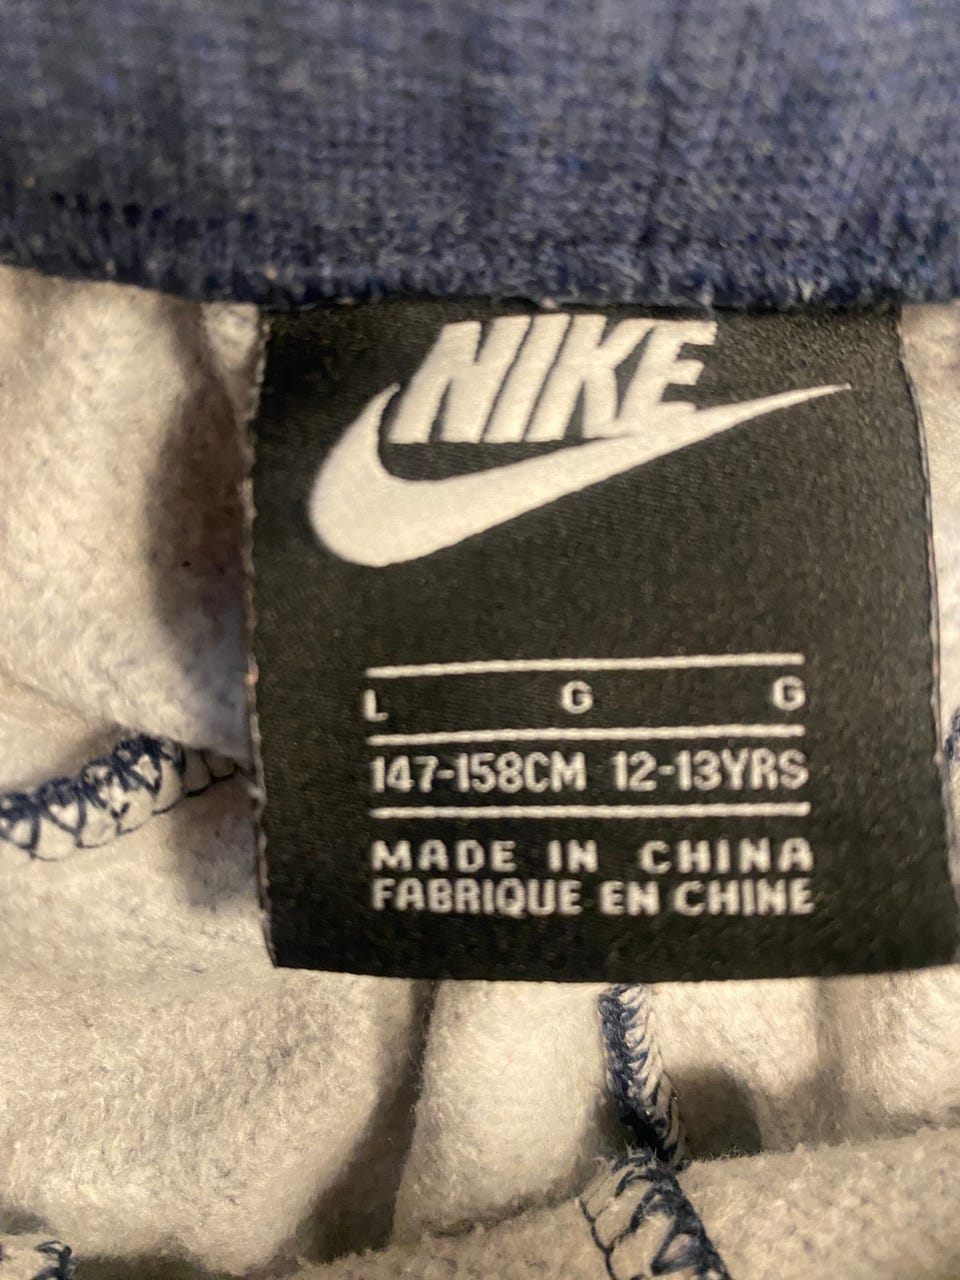 NIKE
L G G
147-158CM 12-13YRS
MADE IN CHINA
FABRIQUE EN CHINE